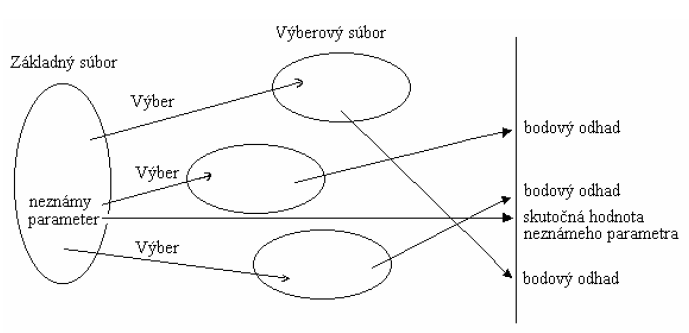 Výberový súbor
Základný súbor
Výber
bodový odhad
Výber
bodový odhad
neznámy
parameter
skutočná hodnota
neznámeho parametra
Výber
bodový odhad